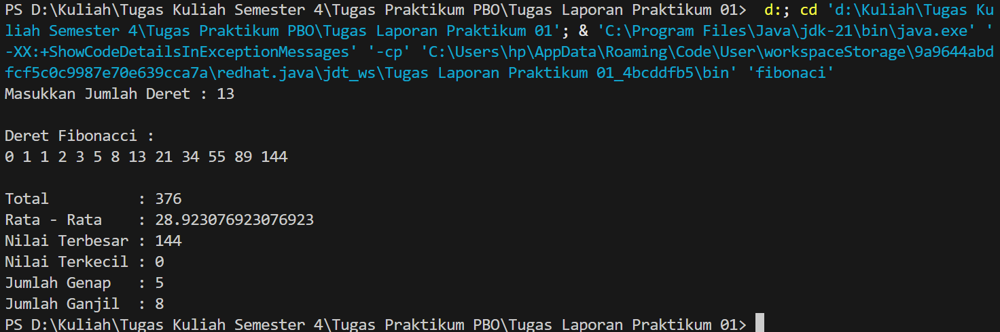 PS D:\Kuliah\Tugas Kuliah Semester 4\Tugas Praktikum PBO\Tugas Laporan Praktikum 01>  d:; cd 'd:\Kuliah\Tugas Ku
liah Semester 4\Tugas Praktikum PBO\Tugas Laporan Praktikum 01'; & 'C:\Program Files\Java\jdk-21\bin\java.exe' '
-XX:+ShowCodeDetailsInExceptionMessages' '-cp' 'C:\Users\hp\AppData\Roaming\Code\User\workspaceStorage\9a9644abd
fcf5c0c9987e70e639cca7a\redhat.java\jdt_ws\Tugas Laporan Praktikum 01_4bcddfb5\bin' 'fibonaci'
Masukkan Jumlah Deret : 13
Deret Fibonacci :
0 1 1 2 3 5 8 13 21 34 55 89 144
Total          : 376
Rata - Rata    : 28.923076923076923
Nilai Terbesar : 144
Nilai Terkecil : 0
Jumlah Genap   : 5
Jumlah Ganjil  : 8
PS D:\Kuliah\Tugas Kuliah Semester 4\Tugas Praktikum PBO\Tugas Laporan Praktikum 01>